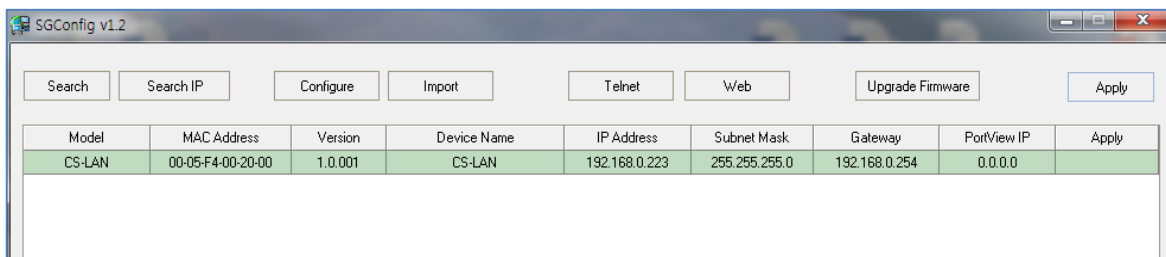 SGConfig v1.2
Search Search IP Configure Import Telnet Web Upgrade Firmware Apply
Model MAC Address Version Device Name IP Address Subnet Mask Gateway PortView IP Apply
CS-LAN 00-05-F4-00-20-00 1.0.001 CS-LAN 192.168.0.223 255.255.255.0 192.168.0.254 0.0.0.0